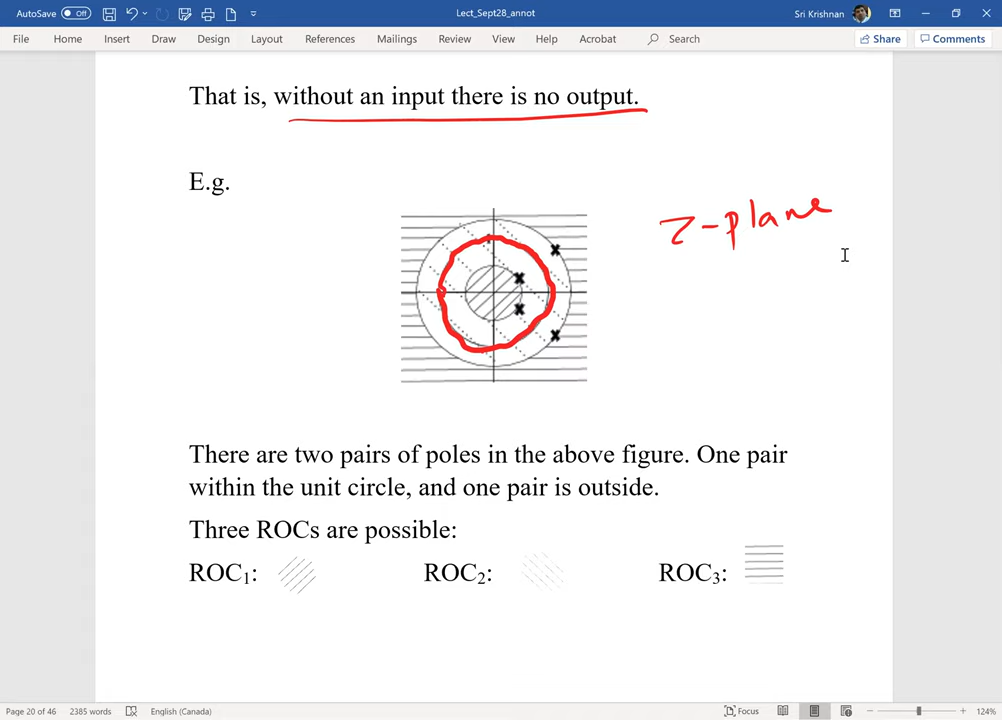 AutoSave Off Lect_Sept28_annot Sri Krishnan
File Home Insert Draw Design Layout References Mailings Review View Help Acrobat Search Share Comments
That is, without an input there is no output.
E.g.
z-plane
There are two pairs of poles in the above figure. One pair
within the unit circle, and one pair is outside.
Three ROCs are possible:
ROC₁: ROC₂: ROC₃:
Page 20 of 46 2385 words English (Canada) Focus 124%